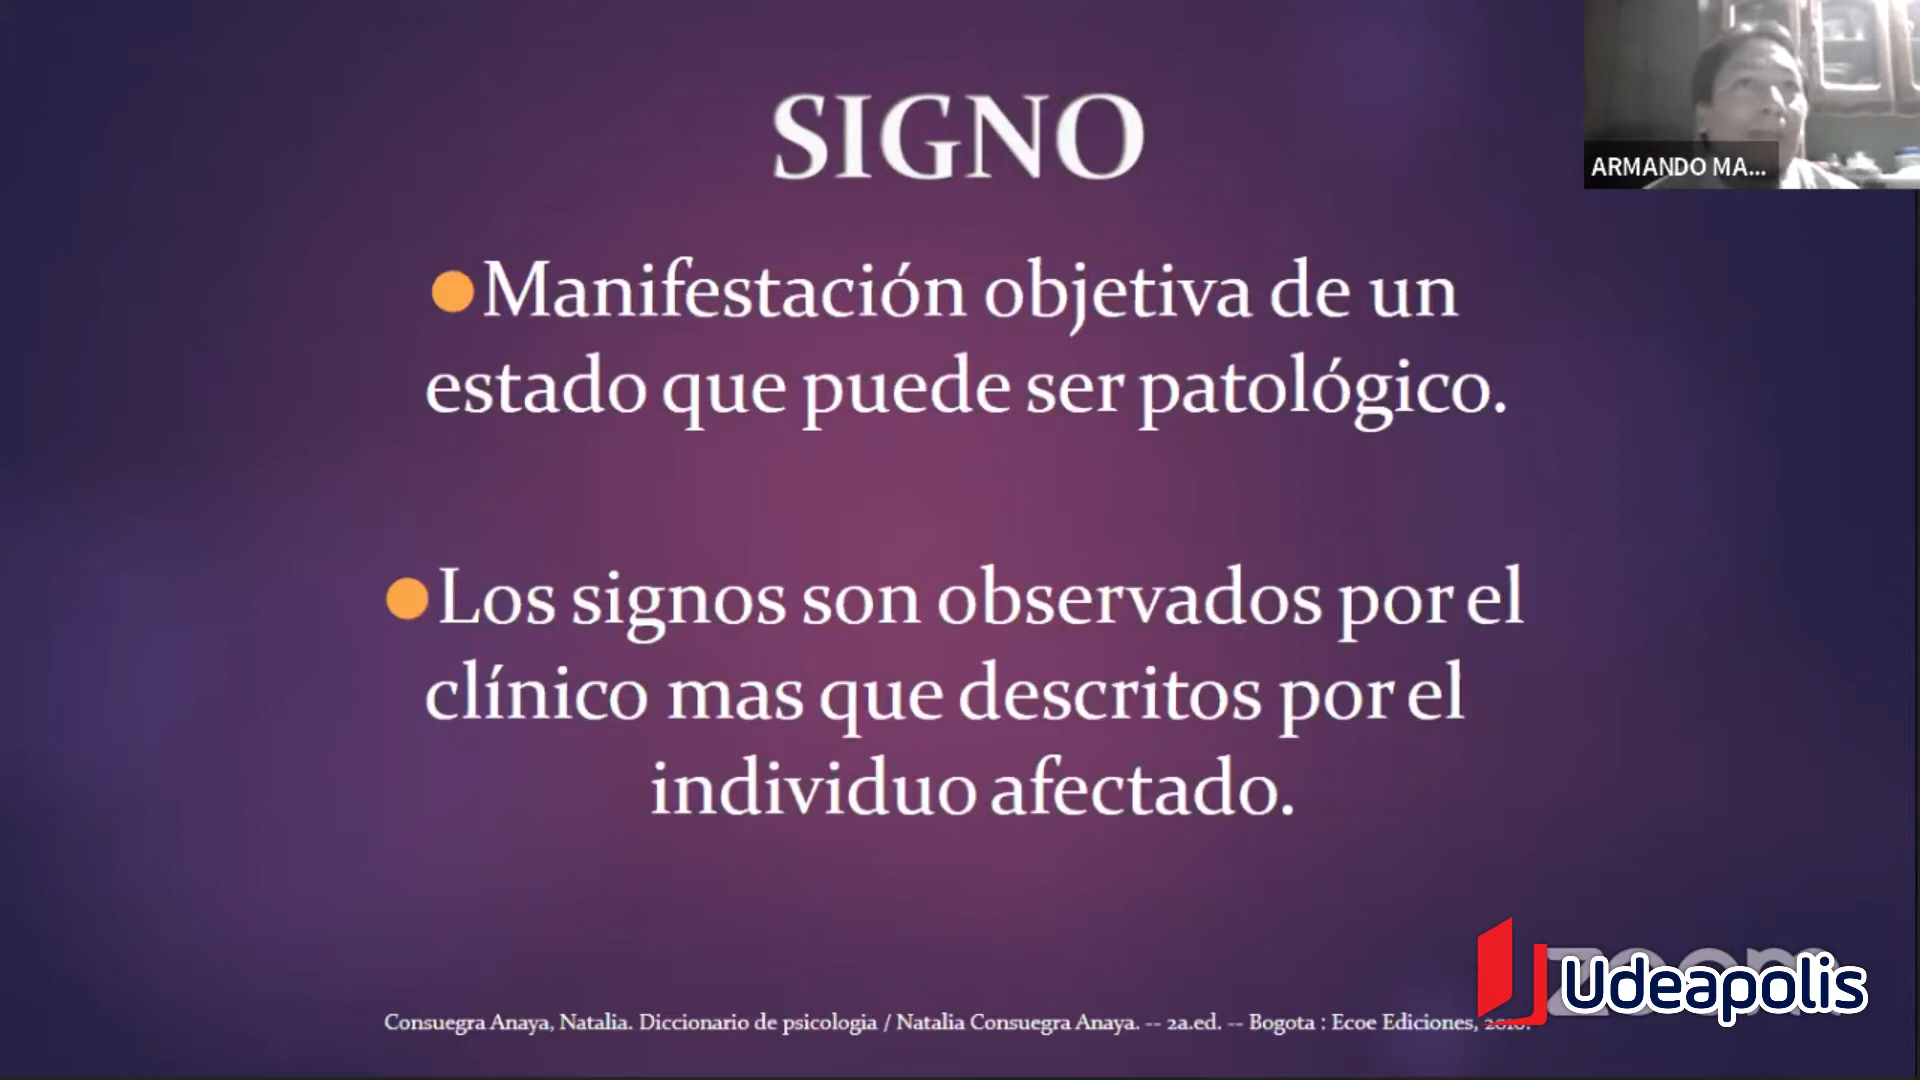 SIGNO
ARMANDO MA...
Manifestación objetiva de un
estado que puede ser patológico.
Los signos son observados por el
clínico mas que descritos por el
individuo afectado.
zoom
Udeapolis
Consuegra Anaya, Natalia. Diccionario de psicologia / Natalia Consuegra Anaya. -- 2a.ed. -- Bogota : Ecoe Ediciones, 2010.